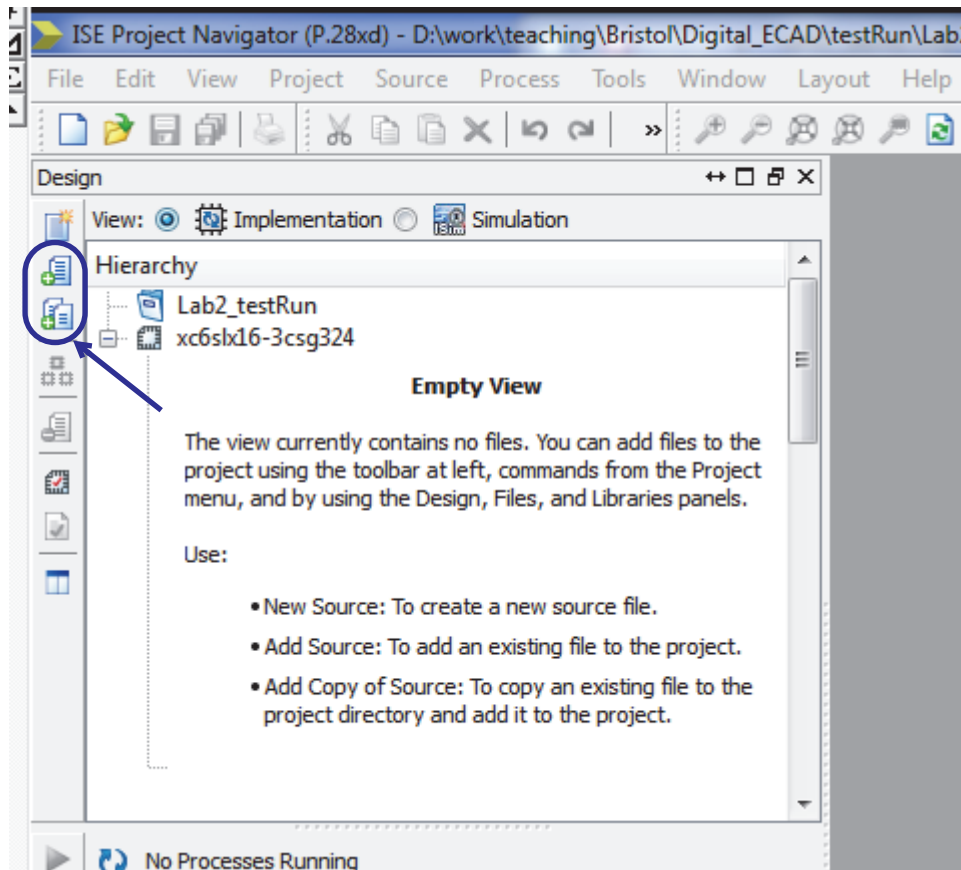 ISE Project Navigator (P.28xd) - D:\work\teaching\Bristol\Digital_ECAD\testRun\Lab
File Edit View Project Source Process Tools Window Layout Help
Design
View: Implementation Simulation
Hierarchy
Lab2_testRun
xc6slx16-3csg324
Empty View
The view currently contains no files. You can add files to the
project using the toolbar at left, commands from the Project
menu, and by using the Design, Files, and Libraries panels.
Use:
• New Source: To create a new source file.
• Add Source: To add an existing file to the project.
• Add Copy of Source: To copy an existing file to the
project directory and add it to the project.
No Processes Running